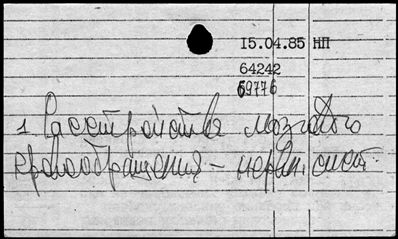 15.04.85 НП
64242
69776
1 Расстройства мозгового
кровообращения – нервн. сист.